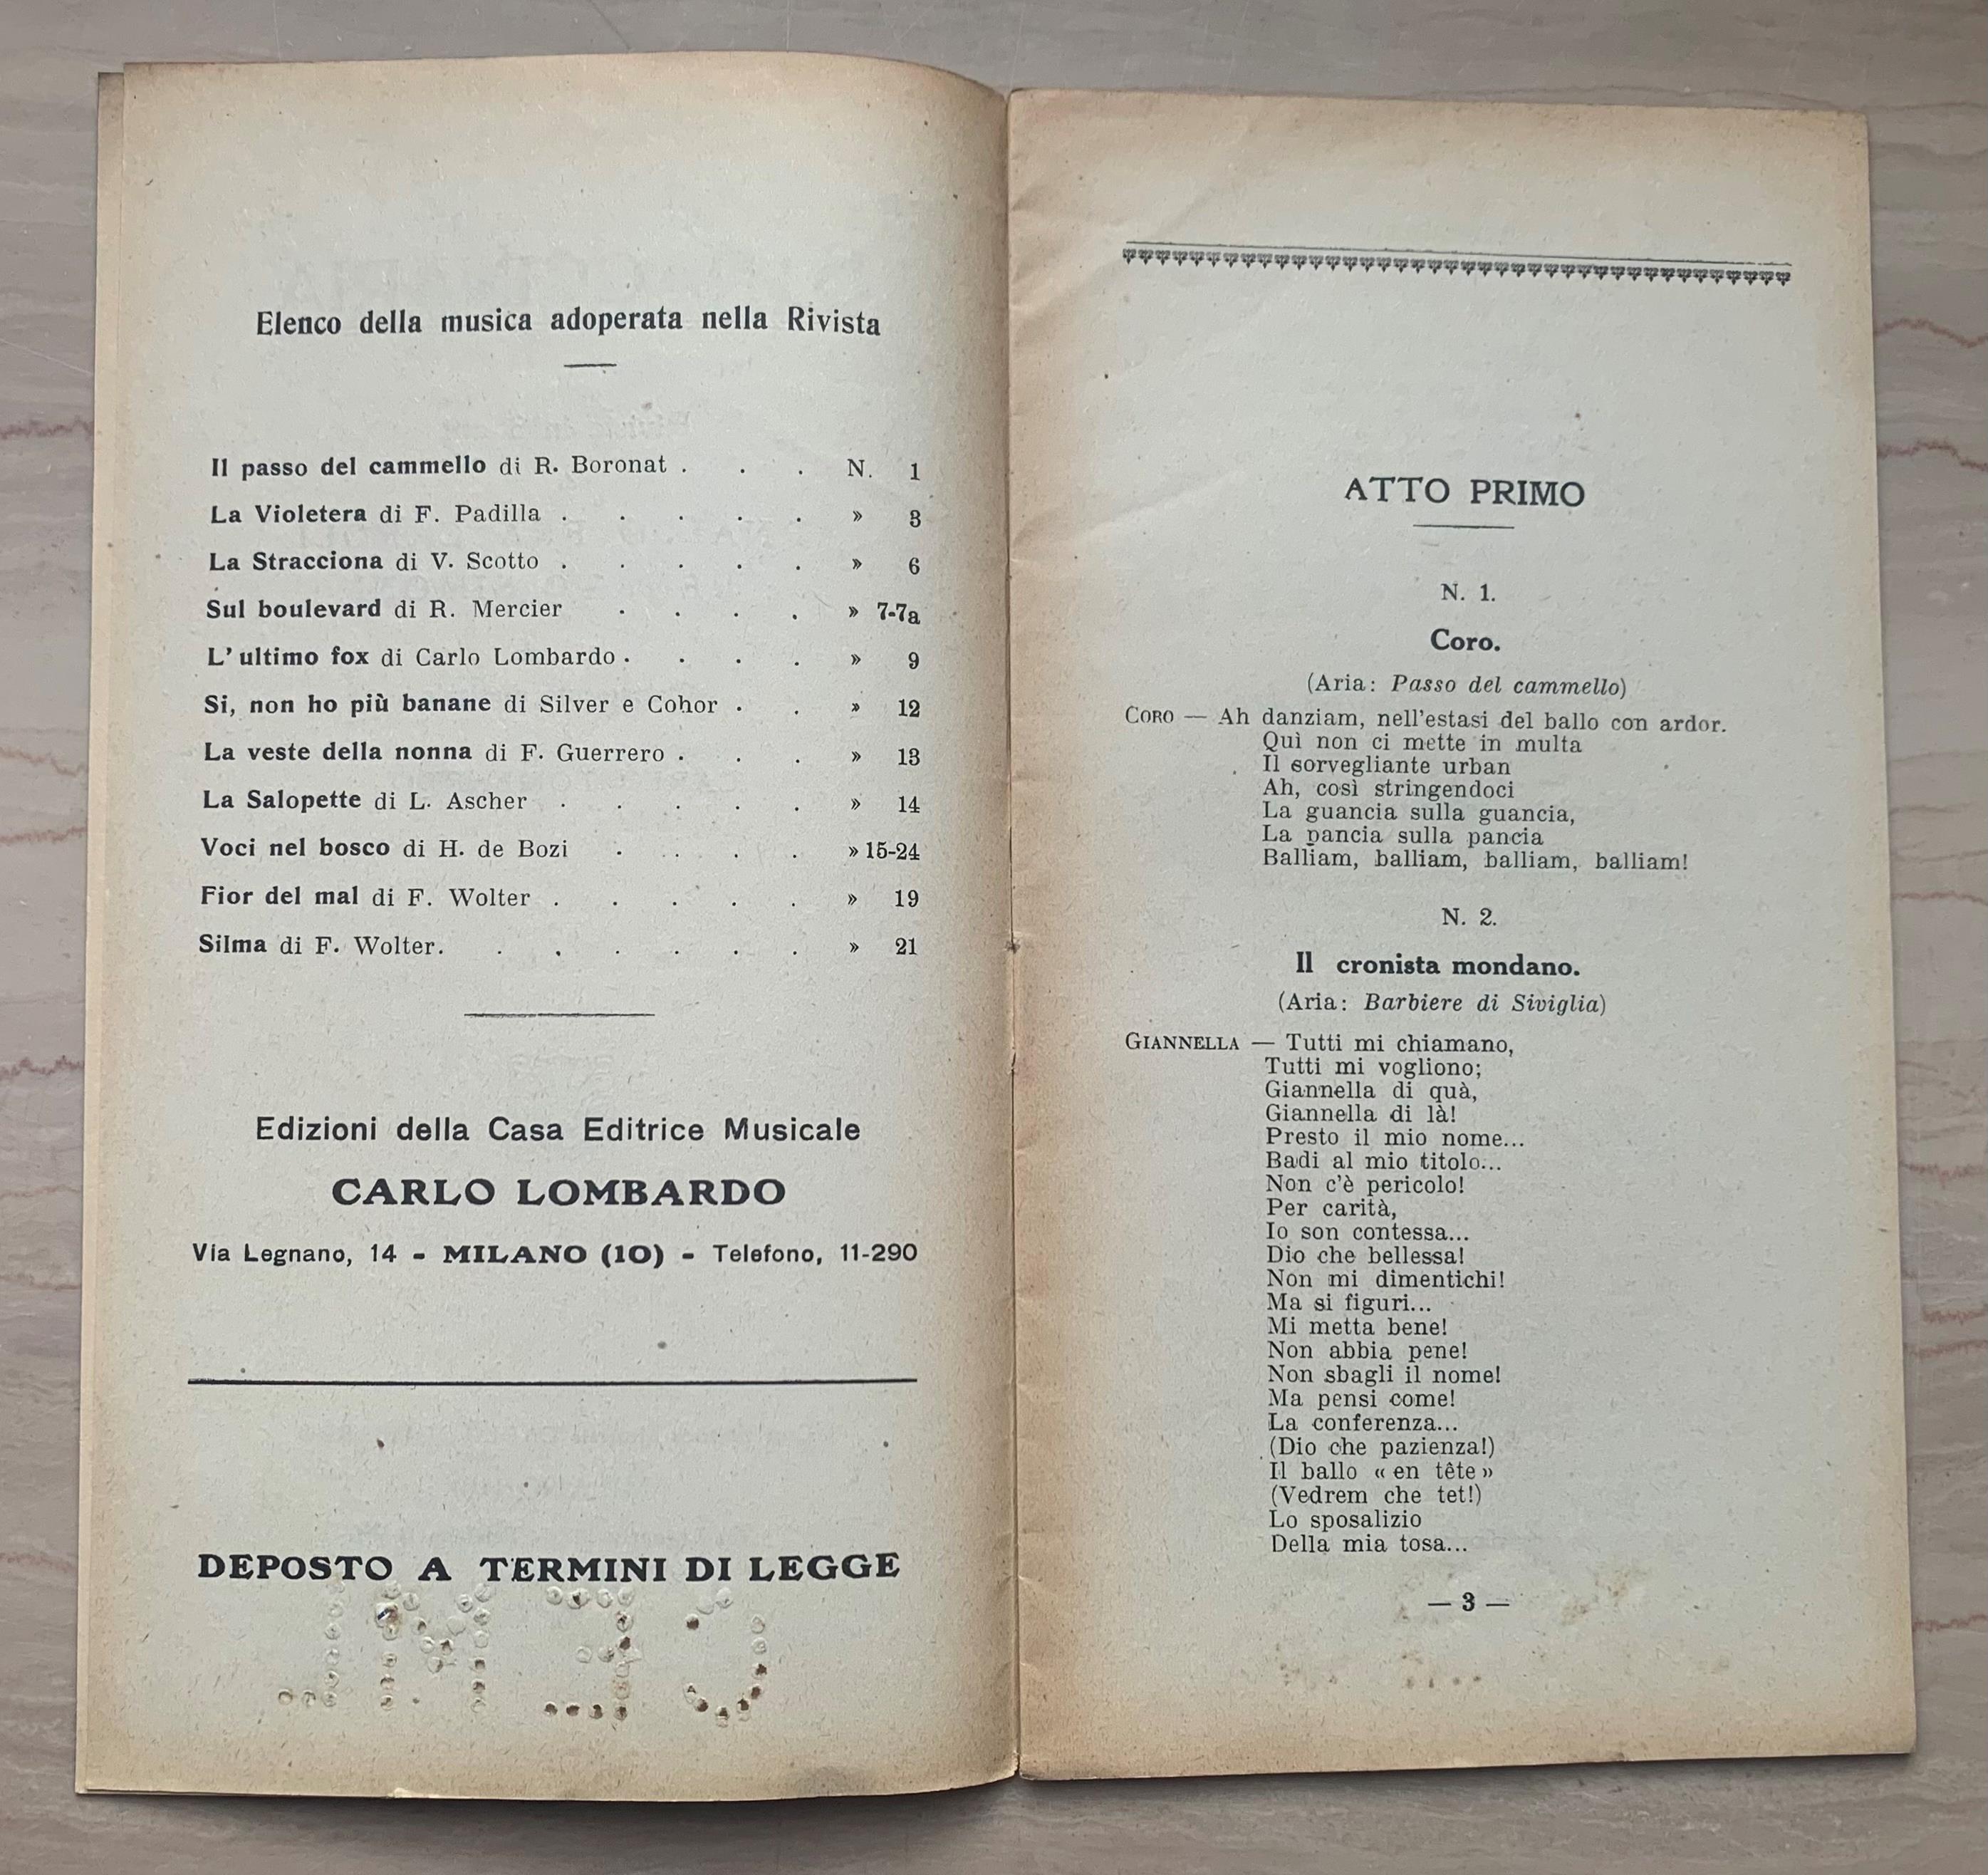 Elenco della musica adoperata nella Rivista
Il passo del cammello di R. Boronat . . . N. 1
La Violetera di F. Padilla . . . . . » 3
La Stracciona di V. Scotto . . . . . » 6
Sul boulevard di R. Mercier . . . . » 7-7a
L'ultimo fox di Carlo Lombardo . . . . » 9
Si, non ho più banane di Silver e Cohor . . » 12
La veste della nonna di F. Guerrero . . . » 13
La Salopette di L. Ascher . . . . . » 14
Voci nel bosco di H. de Bozi . . . . » 15-24
Fior del mal di F. Wolter . . . . . » 19
Silma di F. Wolter. . . . . . . » 21
Edizioni della Casa Editrice Musicale
CARLO LOMBARDO
Via Legnano, 14 - MILANO (10) - Telefono, 11-290
DEPOSTO A TERMINI DI LEGGE
ATTO PRIMO
N. 1.
Coro.
(Aria: Passo del cammello)
CORO — Ah danziam, nell'estasi del ballo con ardor.
Quì non ci mette in multa
Il sorvegliante urban
Ah, così stringendoci
La guancia sulla guancia,
La pancia sulla pancia
Balliam, balliam, balliam, balliam!
N. 2.
Il cronista mondano.
(Aria: Barbiere di Siviglia)
GIANNELLA — Tutti mi chiamano,
Tutti mi vogliono;
Giannella di quà,
Giannella di là!
Presto il mio nome...
Badi al mio titolo...
Non c'è pericolo!
Per carità,
Io son contessa...
Dio che bellessa!
Non mi dimentichi!
Ma si figuri...
Mi metta bene!
Non abbia pene!
Non sbagli il nome!
Ma pensi come!
La conferenza...
(Dio che pazienza!)
Il ballo « en tête »
(Vedrem che tet!)
Lo sposalizio
Della mia tosa...
— 3 —